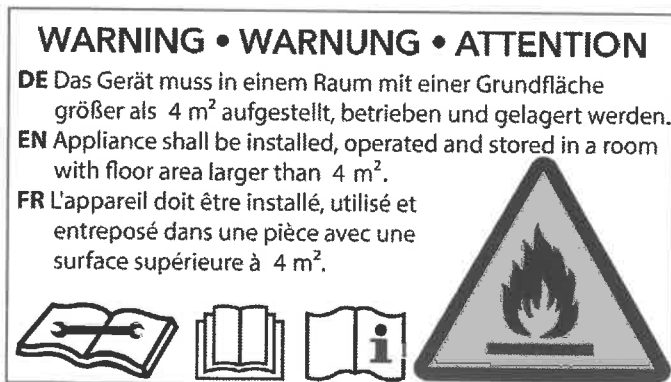 WARNING • WARNUNG • ATTENTION
DE Das Gerät muss in einem Raum mit einer Grundfläche
größer als 4 m² aufgestellt, betrieben und gelagert werden.
EN Appliance shall be installed, operated and stored in a room
with floor area larger than 4 m².
FR L'appareil doit être installé, utilisé et
entreposé dans une pièce avec une
surface supérieure à 4 m².
i